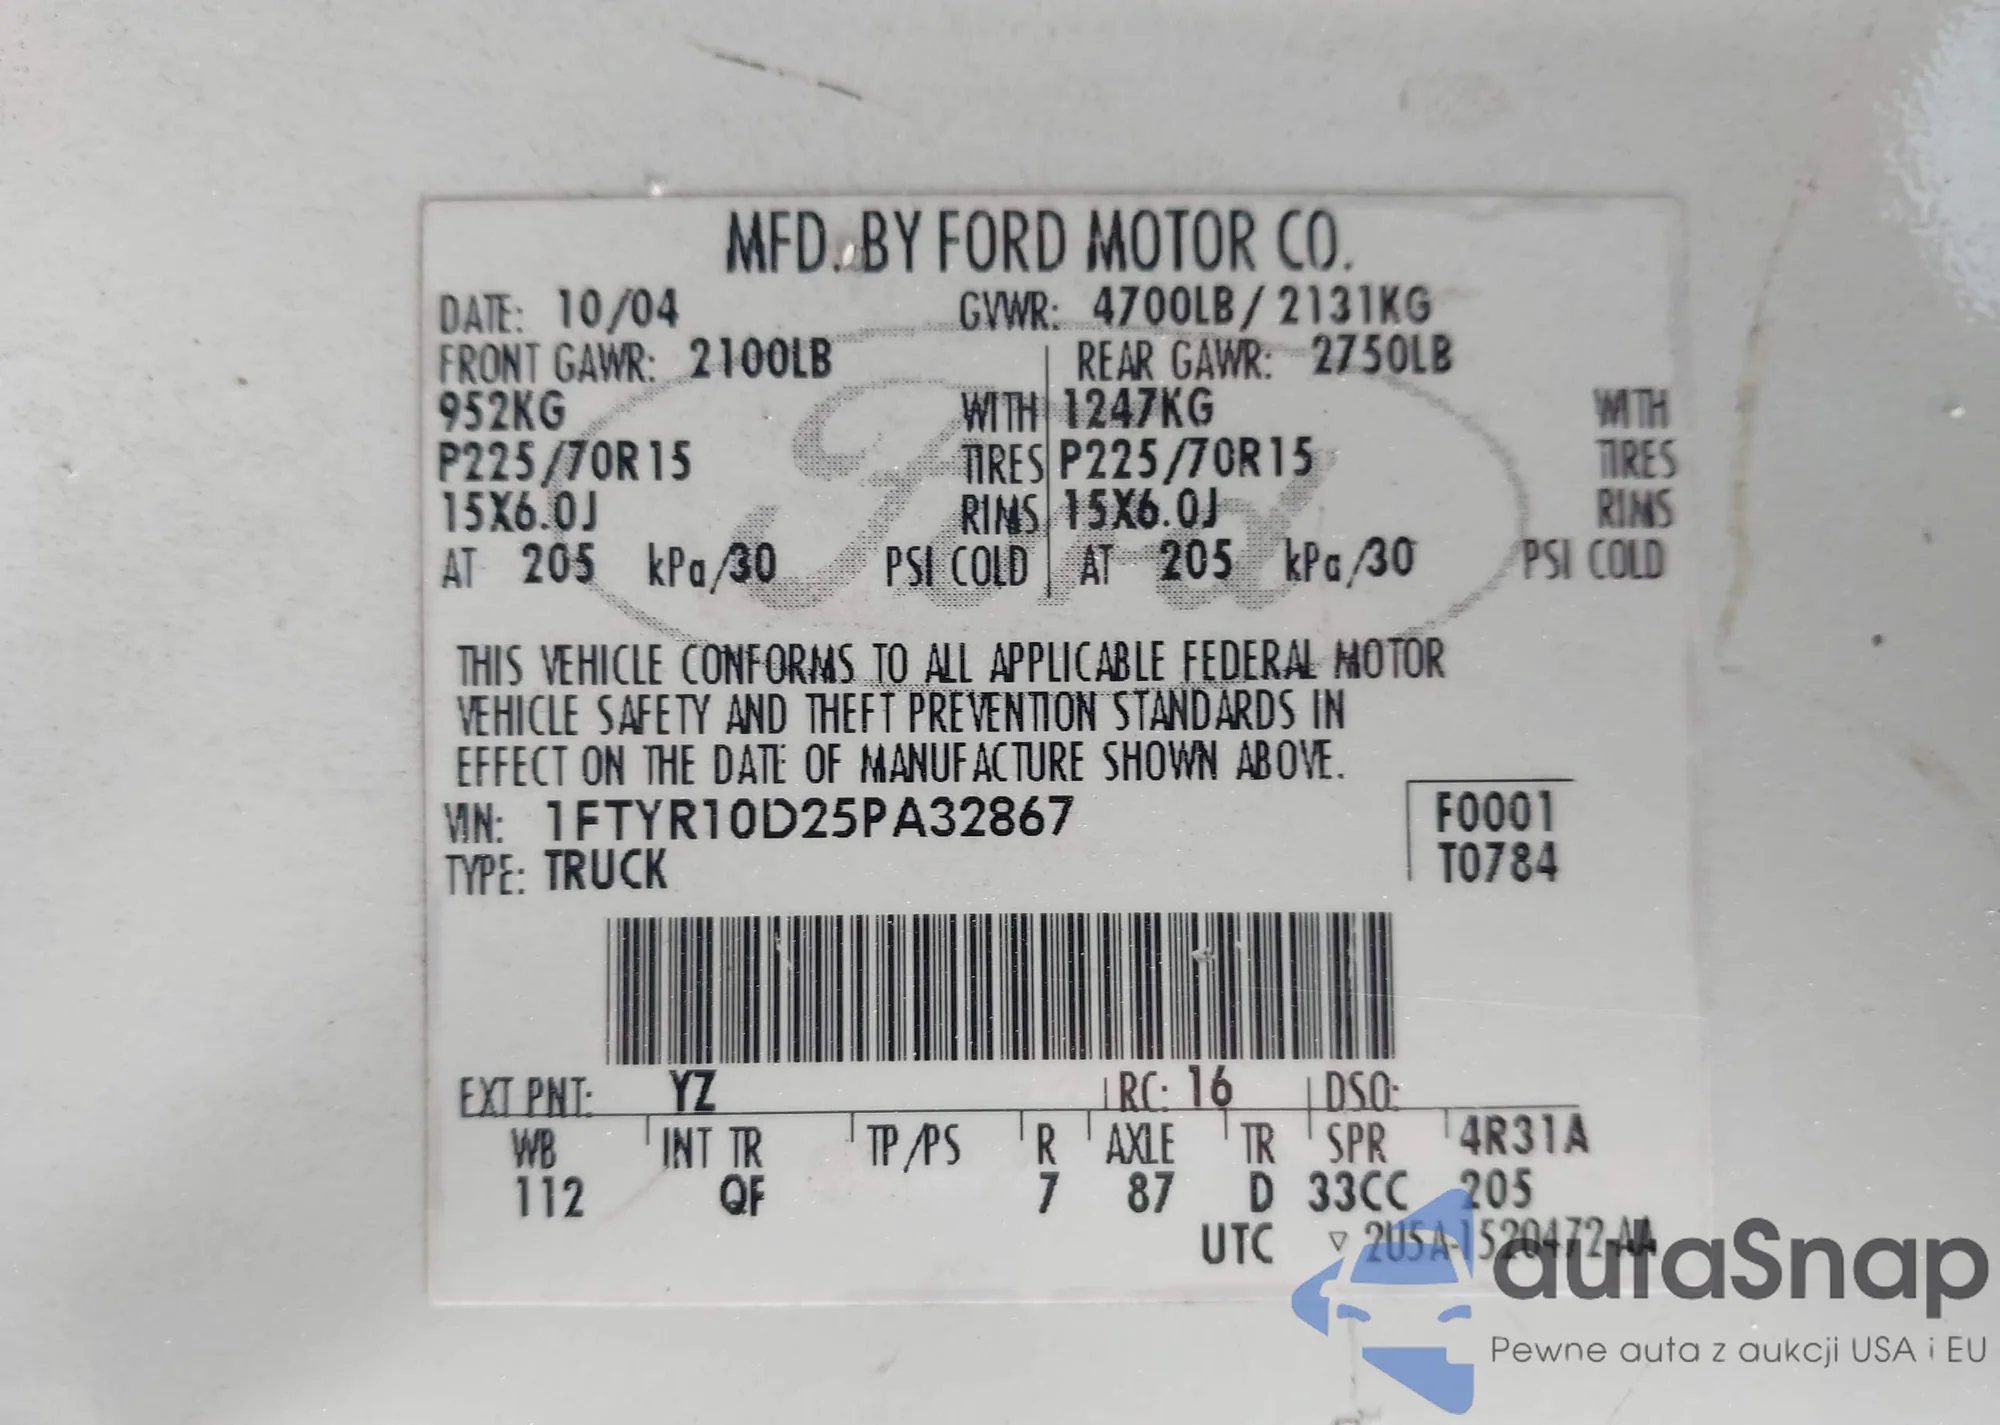 MFD. BY FORD MOTOR CO.
DATE: 10/04 GVWR: 4700LB / 2131KG
FRONT GAWR: 2100LB REAR GAWR: 2750LB
952KG WITH 1247KG WITH
P225/70R15 TIRES P225/70R15 TIRES
15X6.0J RIMS 15X6.0J RIMS
AT 205 kPa/30 PSI COLD AT 205 kPa/30 PSI COLD
Ford
THIS VEHICLE CONFORMS TO ALL APPLICABLE FEDERAL MOTOR
VEHICLE SAFETY AND THEFT PREVENTION STANDARDS IN
EFFECT ON THE DATE OF MANUFACTURE SHOWN ABOVE.
VIN: 1FTYR10D25PA32867 F0001
TYPE: TRUCK T0784
EXT PNT: YZ RC: 16 DSO:
WB INT TR TP/PS R AXLE TR SPR 4R31A
112 QF 7 87 D 33CC 205
UTC ▽ 2U5A-1520472-AA
autaSnap
Pewne auta z aukcji USA i EU